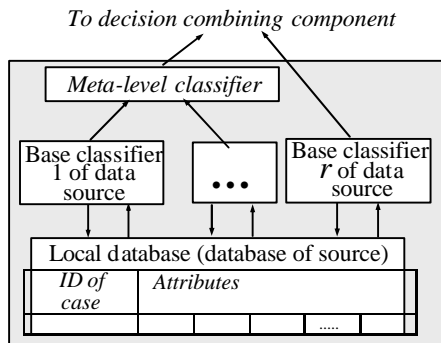 To decision combining component
Meta-level classifier
Base classifier
1 of data
source
...
Base classifier
r of data
source
Local database (database of source)
ID of
case
Attributes
.....